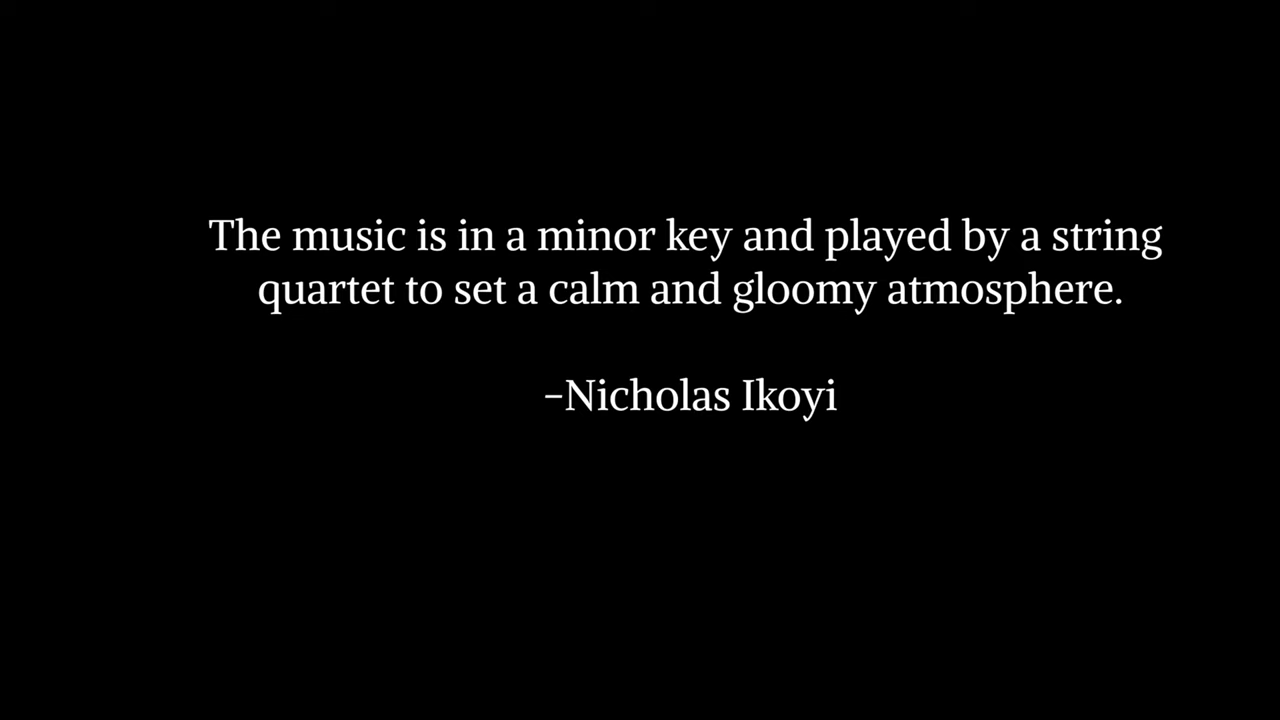 The music is in a minor key and played by a string
quartet to set a calm and gloomy atmosphere.
-Nicholas Ikoyi